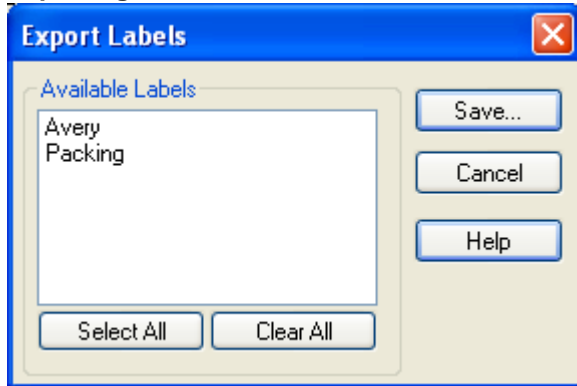 Export Labels
Available Labels
Avery
Packing
Save...
Cancel
Help
Select All
Clear All